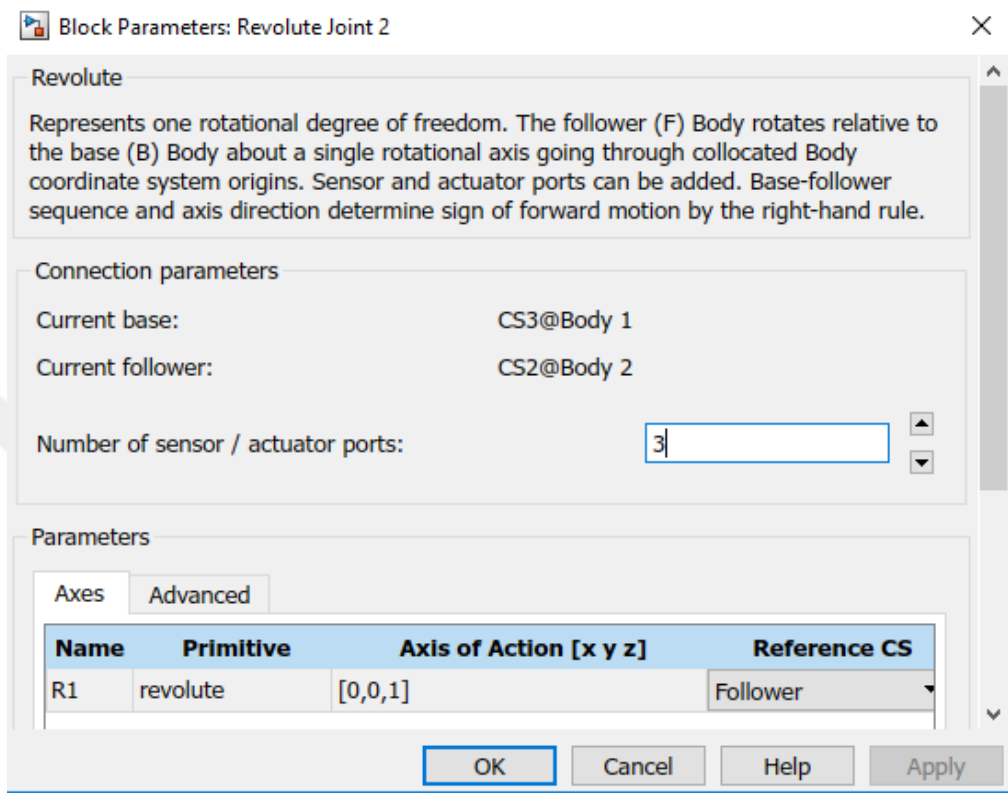 Block Parameters: Revolute Joint 2
Revolute
Represents one rotational degree of freedom. The follower (F) Body rotates relative to
the base (B) Body about a single rotational axis going through collocated Body
coordinate system origins. Sensor and actuator ports can be added. Base-follower
sequence and axis direction determine sign of forward motion by the right-hand rule.
Connection parameters
Current base: CS3@Body 1
Current follower: CS2@Body 2
Number of sensor / actuator ports: 3
Parameters
Axes Advanced
Name Primitive Axis of Action [x y z] Reference CS
R1 revolute [0,0,1] Follower
OK Cancel Help Apply